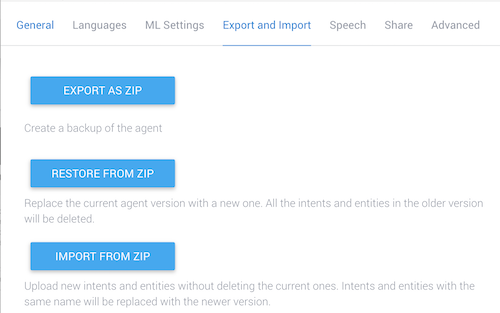 General Languages ML Settings Export and Import Speech Share Advanced
EXPORT AS ZIP
Create a backup of the agent
RESTORE FROM ZIP
Replace the current agent version with a new one. All the intents and entities in the older version
will be deleted.
IMPORT FROM ZIP
Upload new intents and entities without deleting the current ones. Intents and entities with the
same name will be replaced with the newer version.